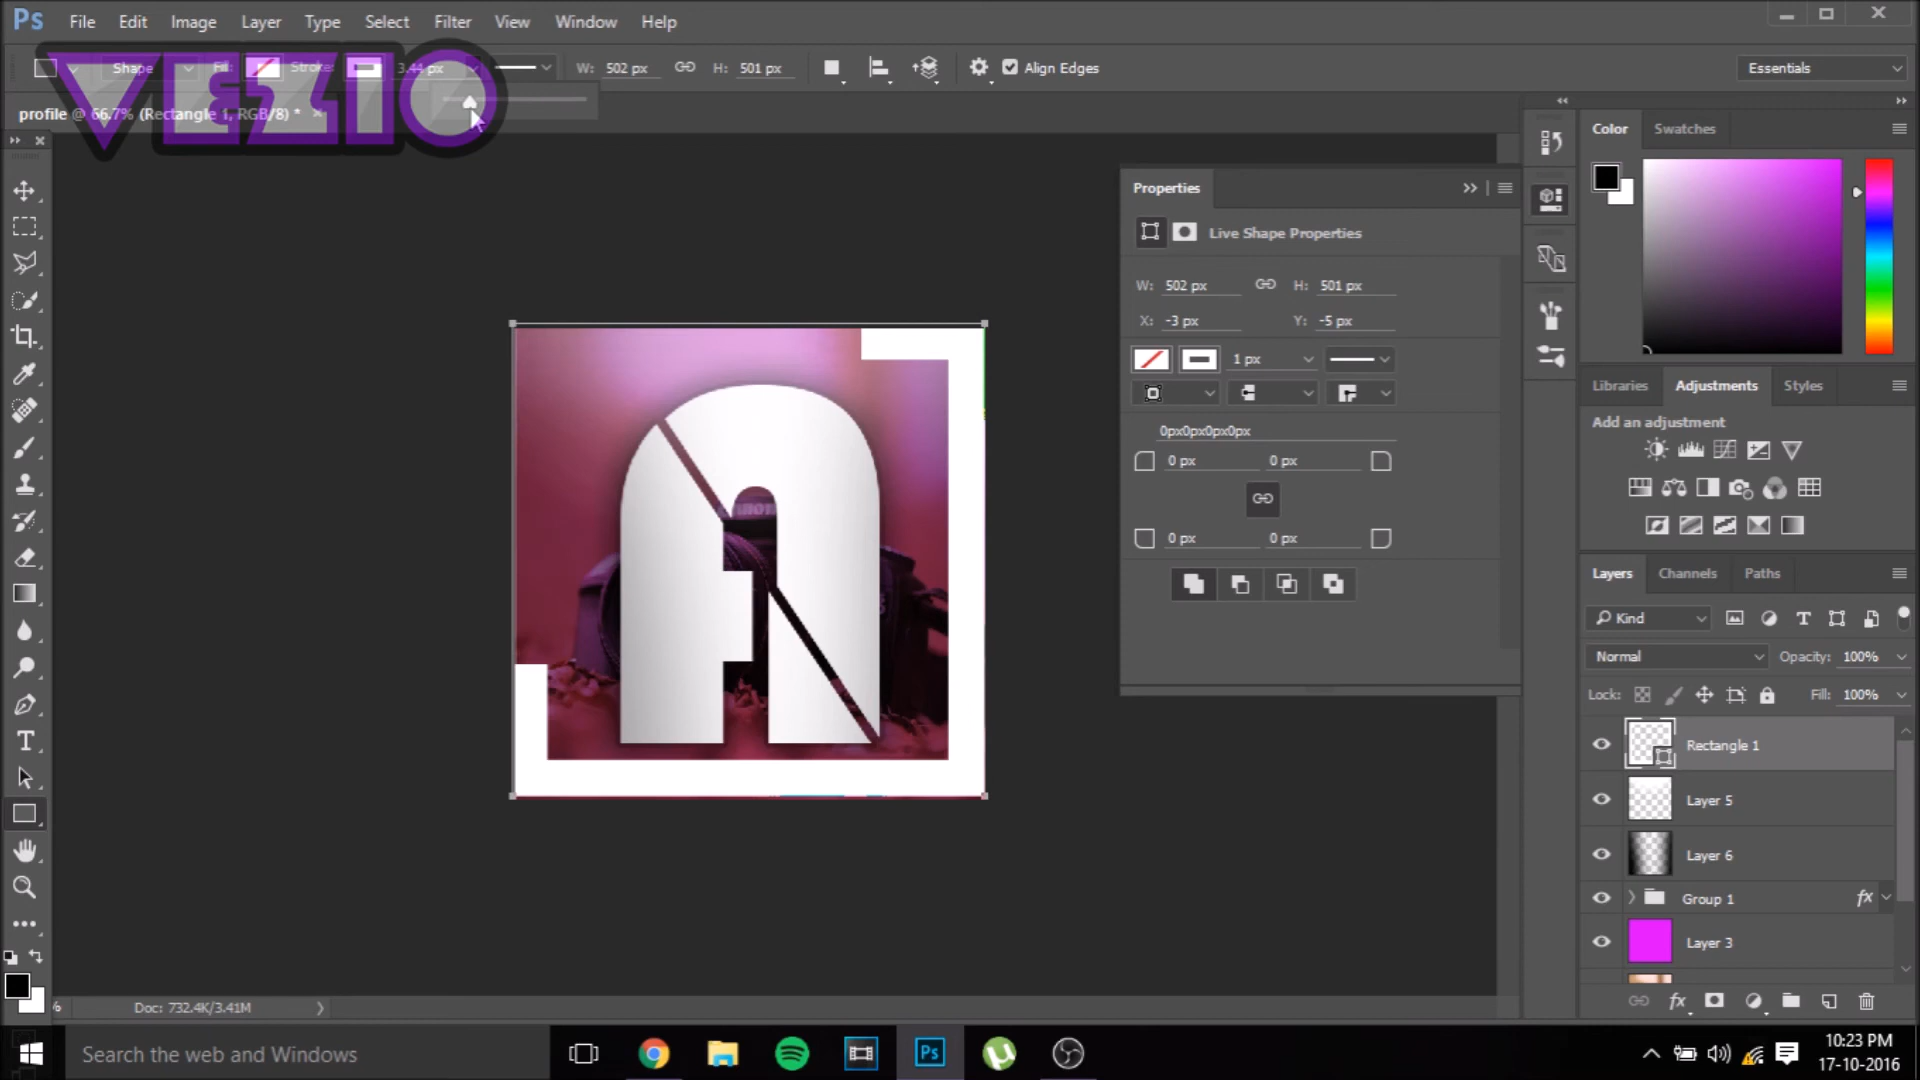 Ps File Edit Image Layer Type Select Filter View Window Help
Shape Fill: Stroke: 3.44 px W: 502 px H: 501 px Align Edges Essentials
VEZIO
profile @ 66.7% (Rectangle 1, RGB/8) * ×
Color Swatches
Properties
Live Shape Properties
W: 502 px H: 501 px
X: -3 px Y: -5 px
1 px
0px0px0px0px
0 px 0 px
0 px 0 px
Libraries Adjustments Styles
Add an adjustment
Layers Channels Paths
Kind
Normal Opacity: 100%
Lock: Fill: 100%
Rectangle 1
Layer 5
Layer 6
Group 1 fx
Layer 3
fx
% Doc: 732.4K/3.41M
Search the web and Windows
Ps
10:23 PM
17-10-2016